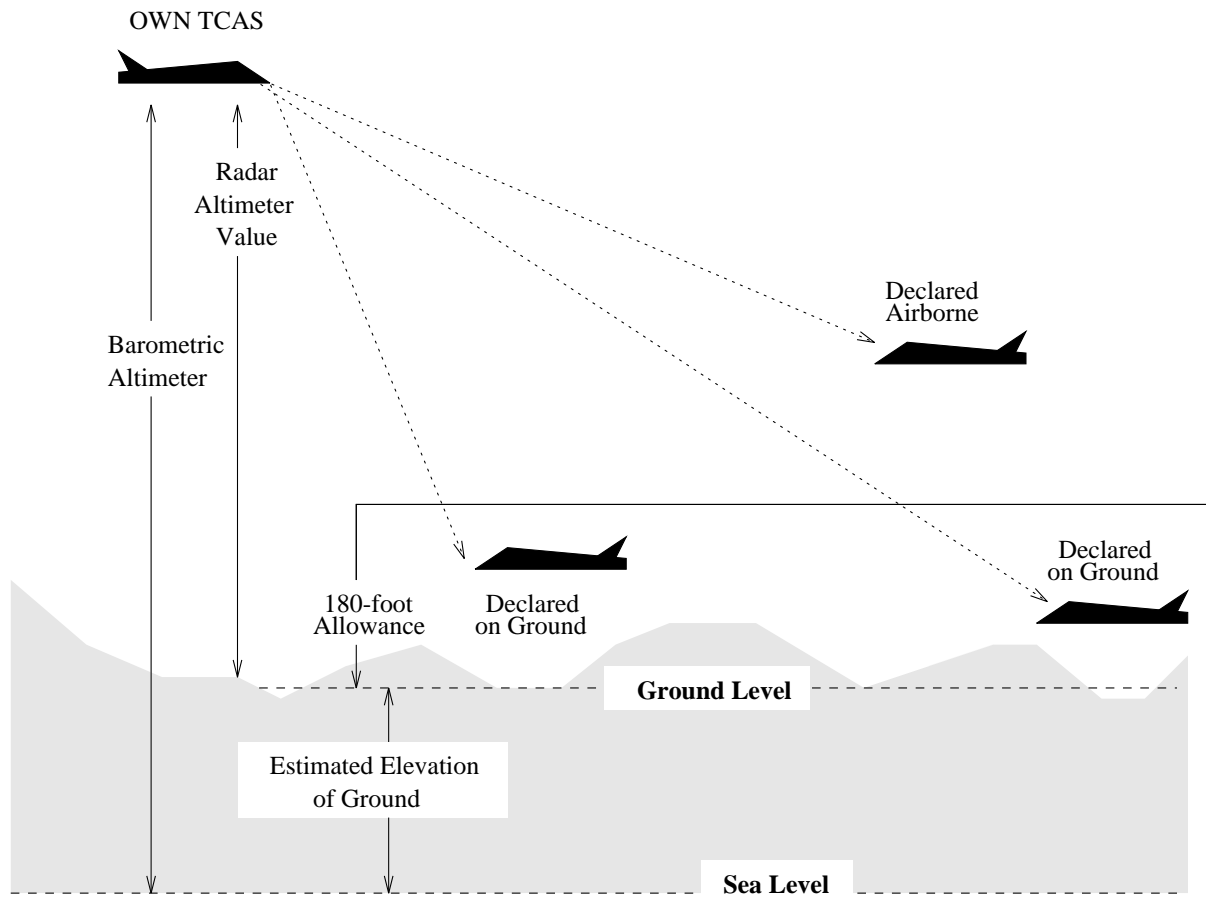 OWN TCAS
Radar
Altimeter
Value
Barometric
Altimeter
Declared
Airborne
180-foot
Allowance
Declared
on Ground
Declared
on Ground
Ground Level
Estimated Elevation
of Ground
Sea Level